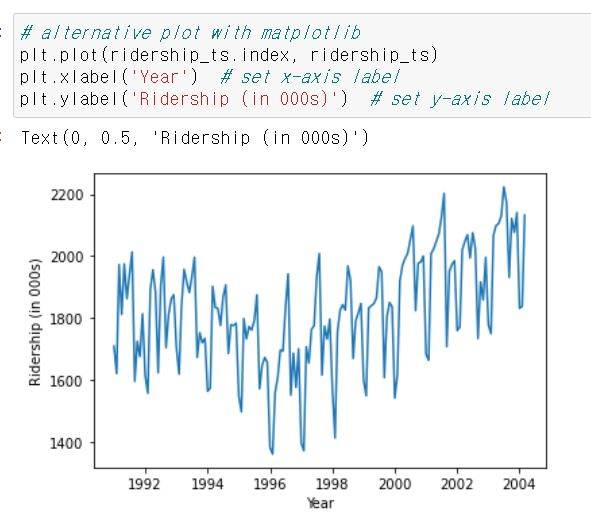 # alternative plot with matplotlib
plt.plot(ridership_ts.index, ridership_ts)
plt.xlabel('Year')  # set x-axis label
plt.ylabel('Ridership (in 000s)')  # set y-axis label
Text(0, 0.5, 'Ridership (in 000s)')
2200
2000
1800
1600
1400
Ridership (in 000s)
1992 1994 1996 1998 2000 2002 2004
Year